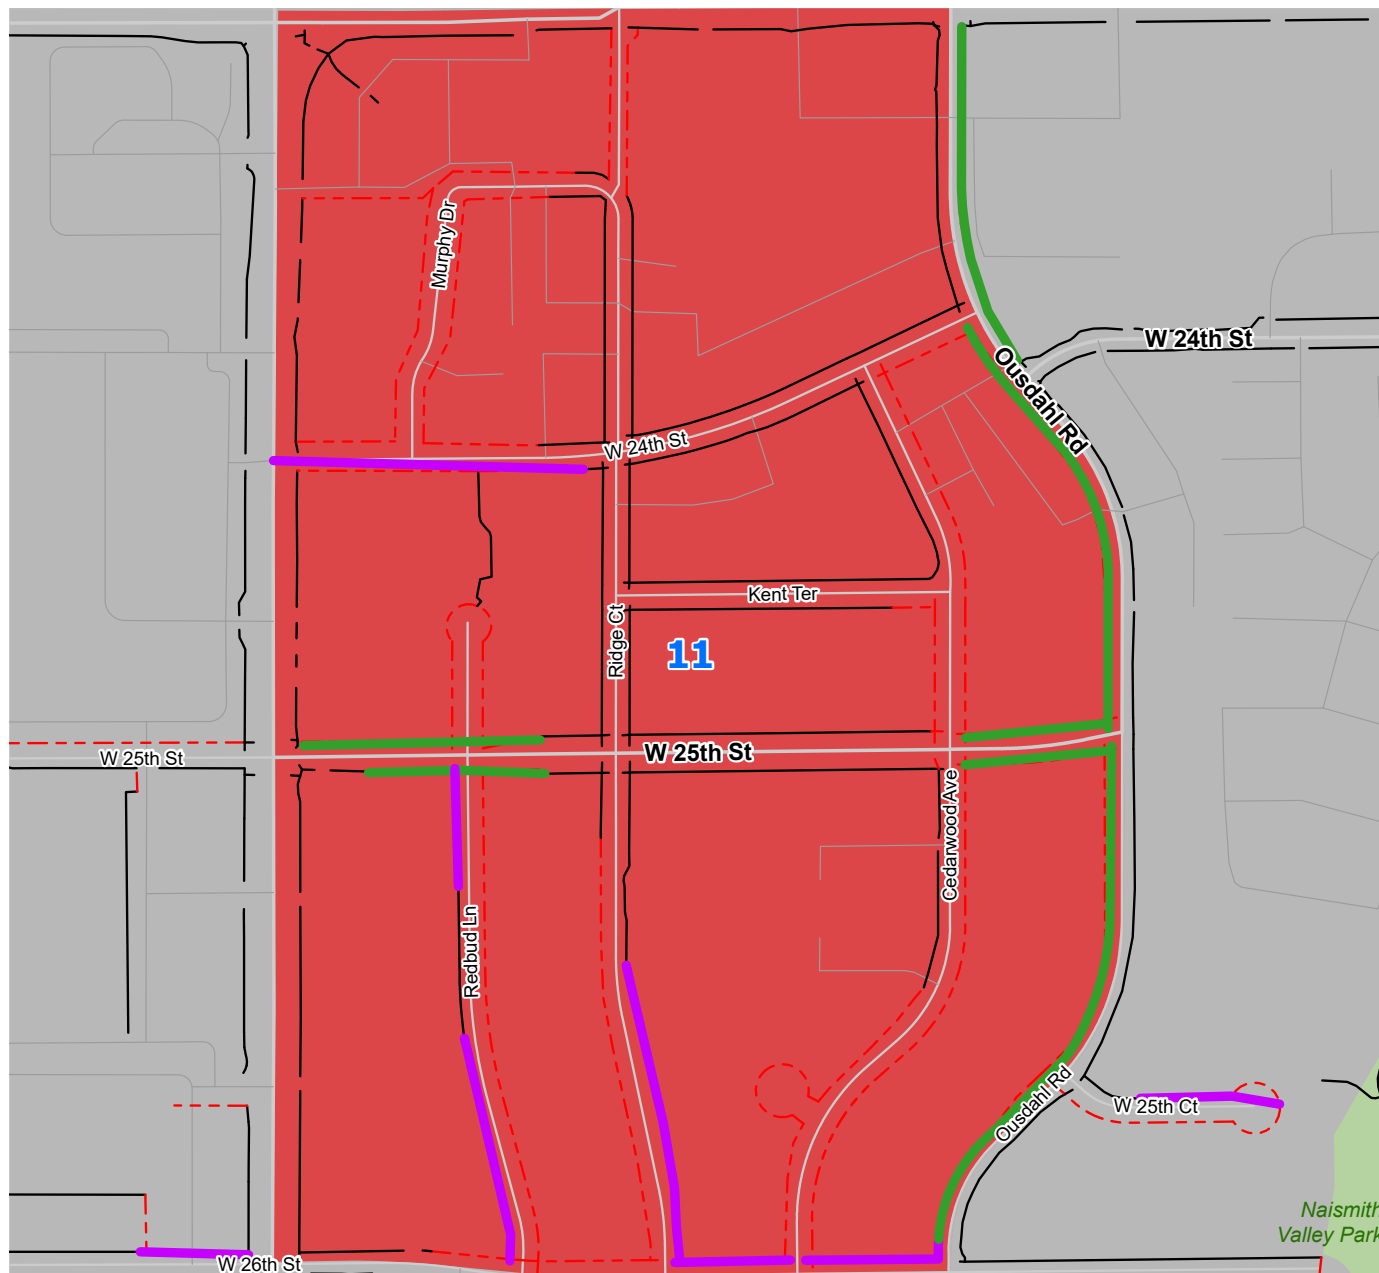 Murphy Dr
W 24th St
Ousdahl Rd
W 24th St
Kent Ter
Ridge Ct
11
W 25th St
W 25th St
Cedarwood Ave
Redbud Ln
Ousdahl Rd
W 25th Ct
Naismith
Valley Park
W 26th St